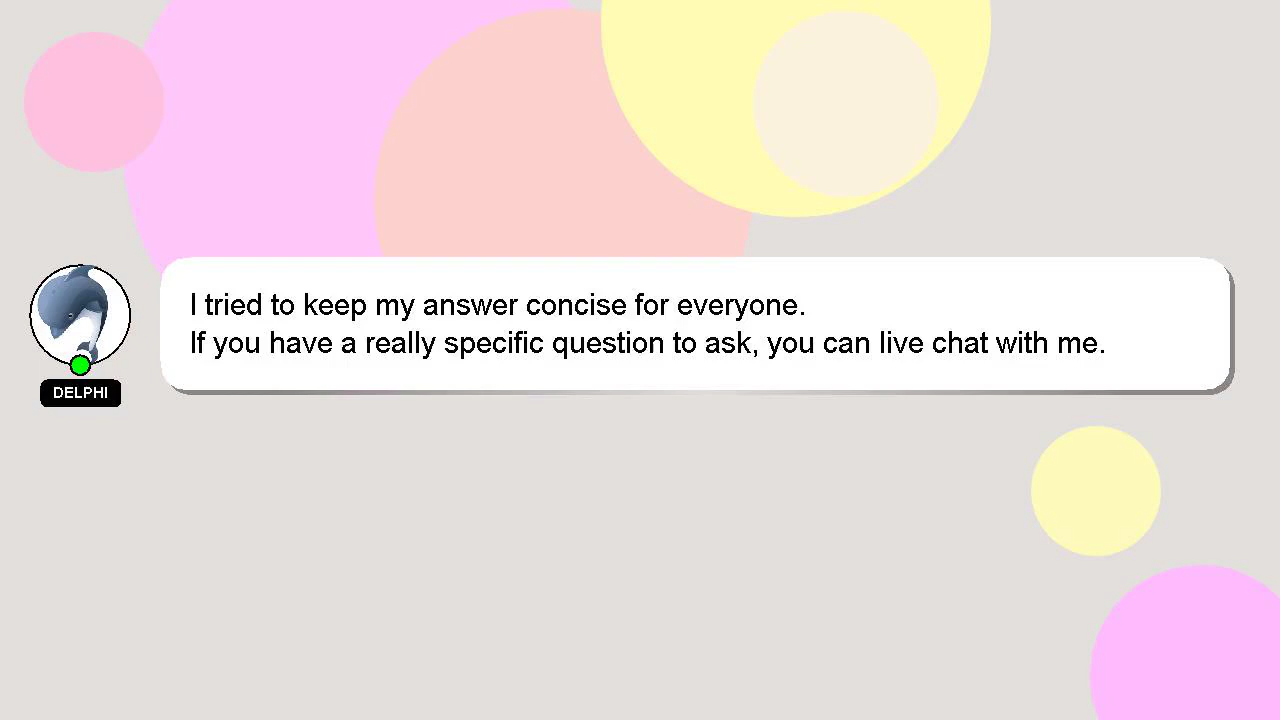 I tried to keep my answer concise for everyone.
If you have a really specific question to ask, you can live chat with me.
DELPHI